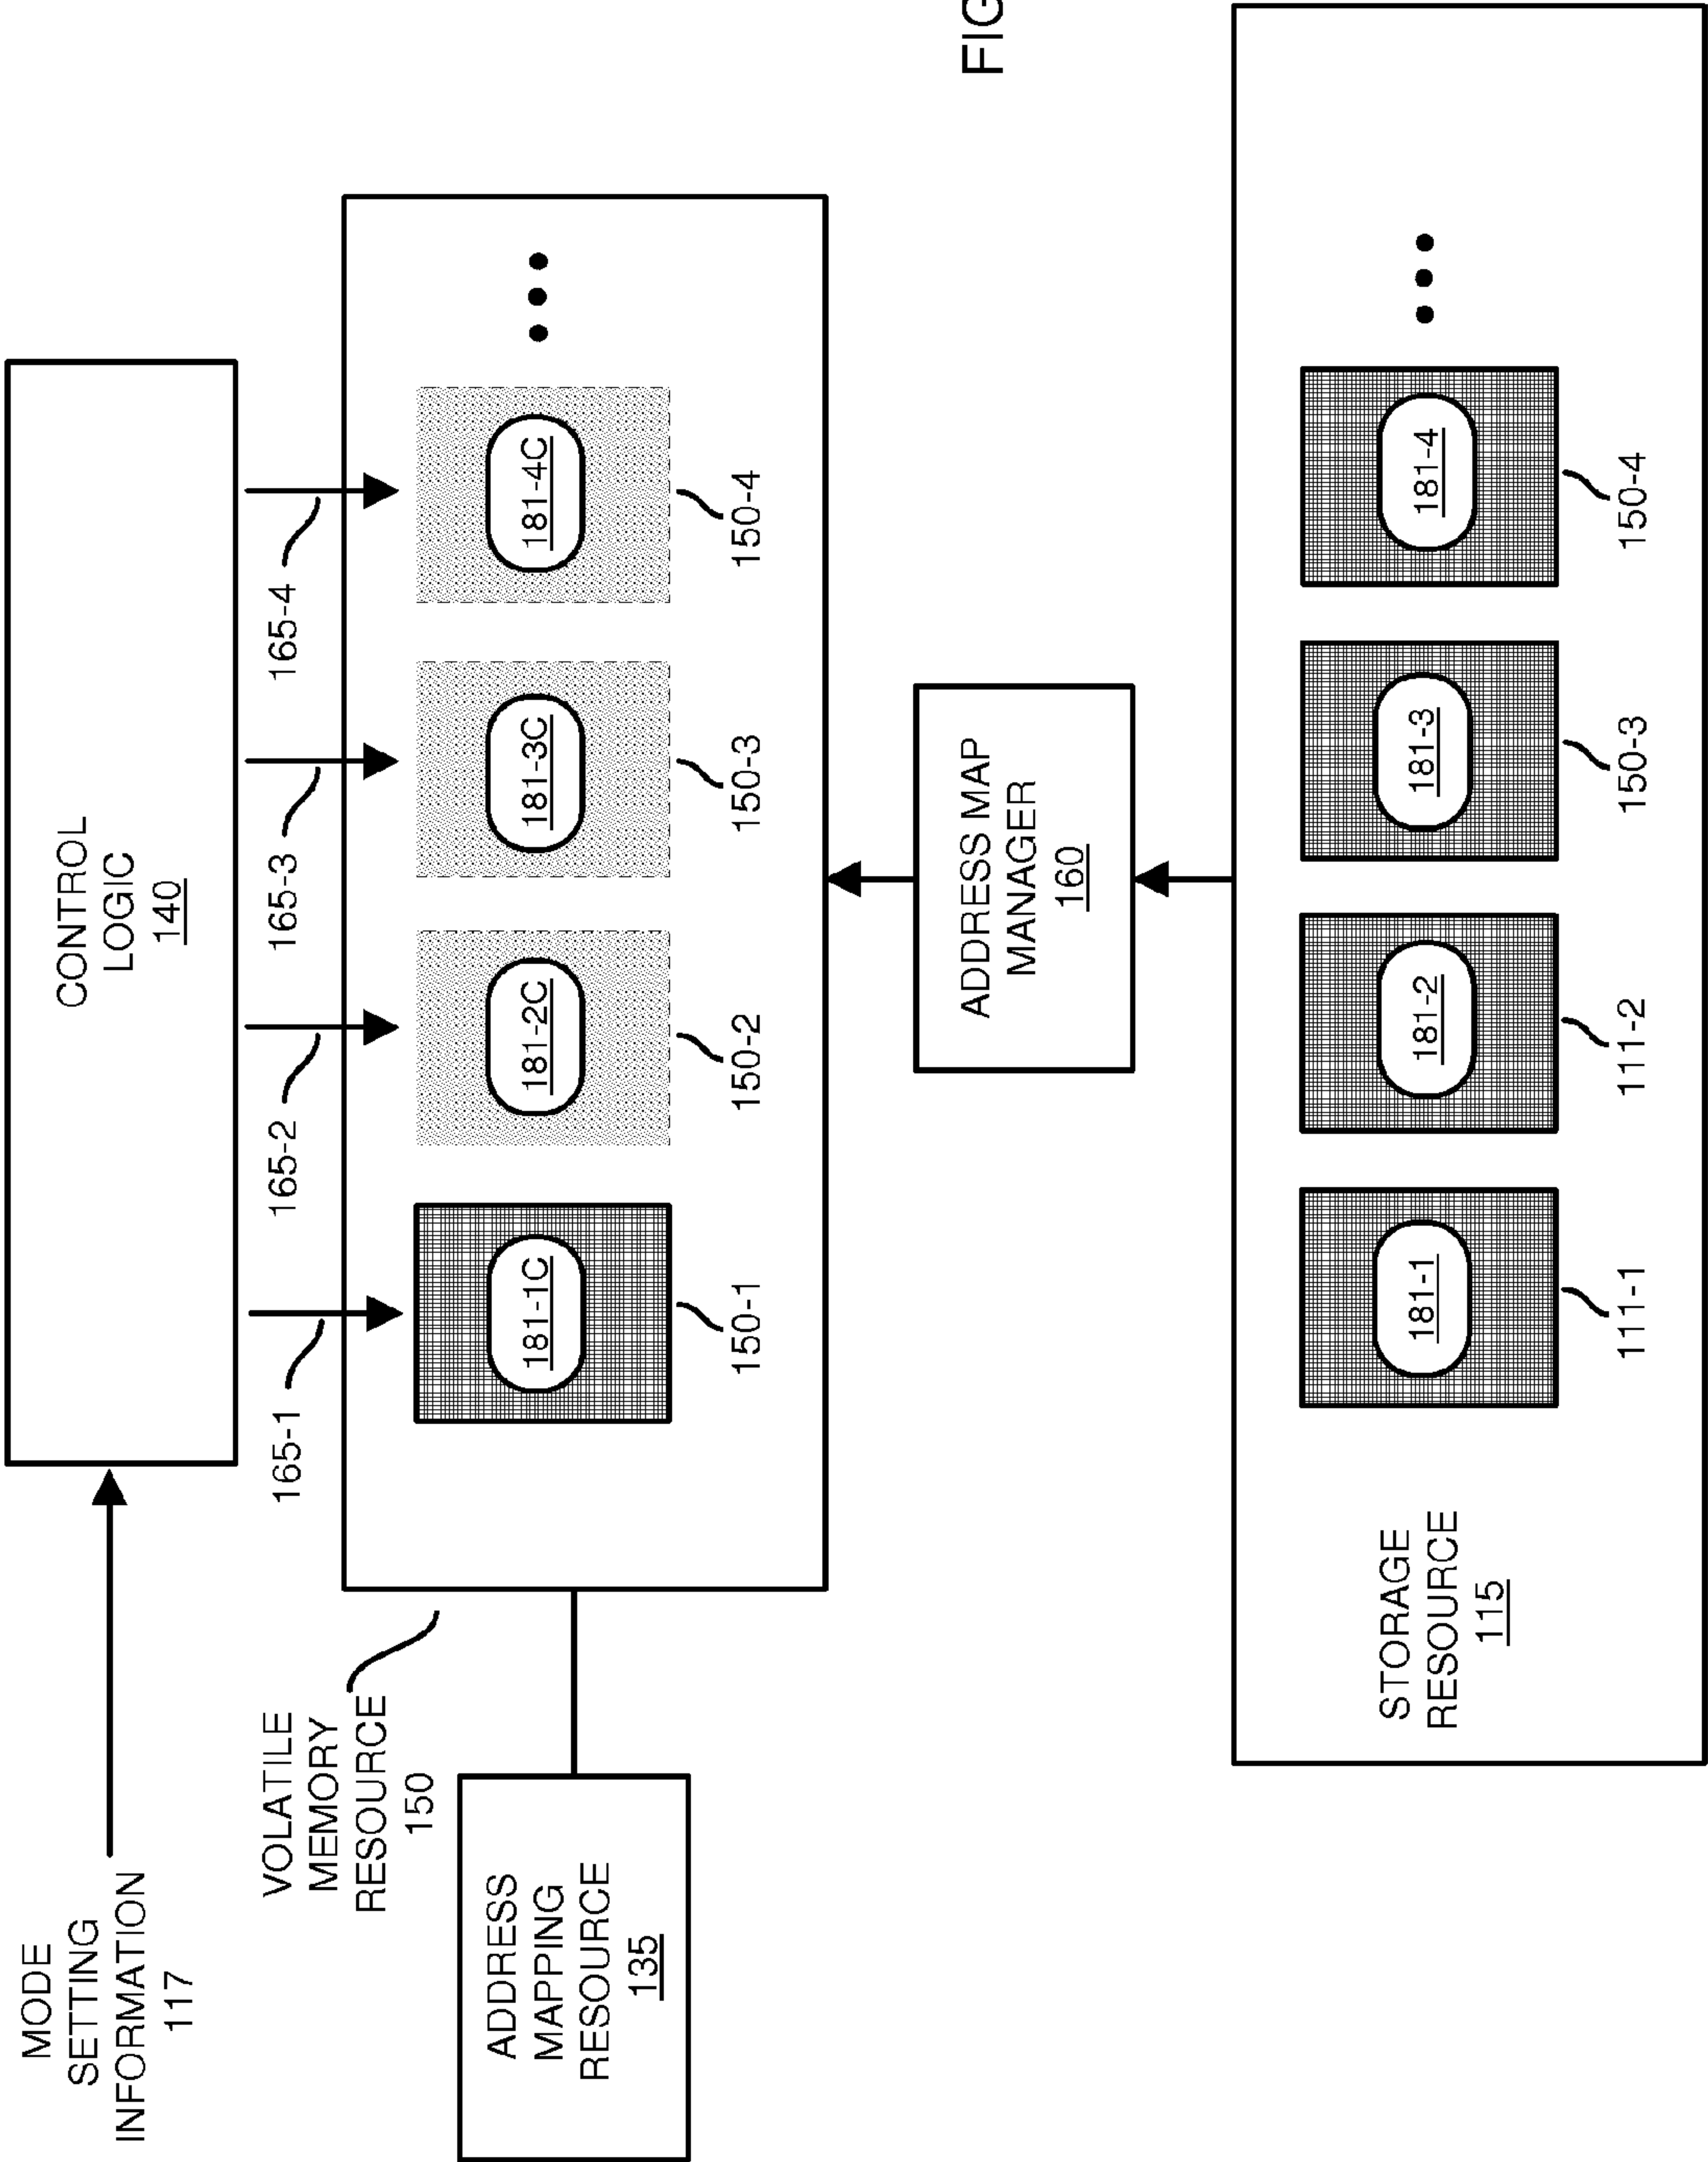 MODE
SETTING
INFORMATION
117
CONTROL
LOGIC
140
165-1
165-2
165-3
165-4
VOLATILE
MEMORY
RESOURCE
150
181-1C
181-2C
181-3C
181-4C
150-1
150-2
150-3
150-4
ADDRESS
MAPPING
RESOURCE
135
ADDRESS MAP
MANAGER
160
FIG
STORAGE
RESOURCE
115
181-1
181-2
181-3
181-4
111-1
111-2
150-3
150-4